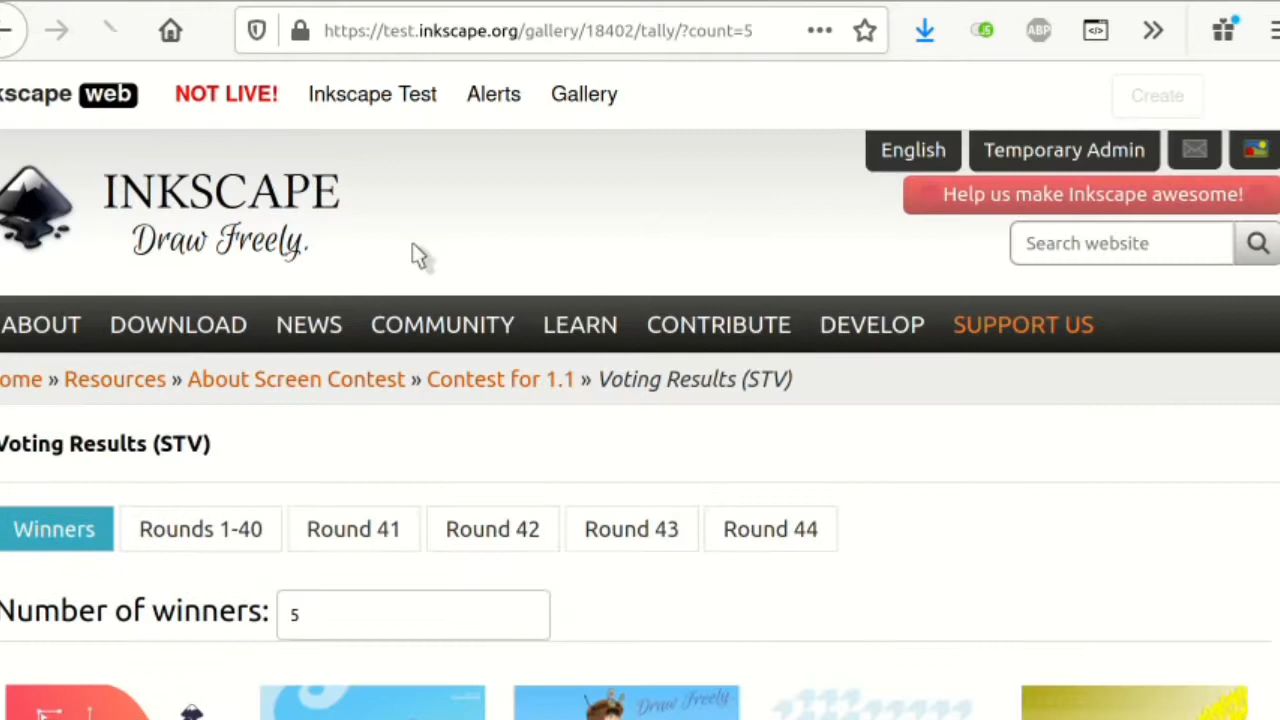 https://test.inkscape.org/gallery/18402/tally/?count=5
kscape web NOT LIVE! Inkscape Test Alerts Gallery Create
English Temporary Admin
Help us make Inkscape awesome!
INKSCAPE
Draw Freely.
Search website
ABOUT DOWNLOAD NEWS COMMUNITY LEARN CONTRIBUTE DEVELOP SUPPORT US
ome » Resources » About Screen Contest » Contest for 1.1 » Voting Results (STV)
Voting Results (STV)
Winners Rounds 1-40 Round 41 Round 42 Round 43 Round 44
Number of winners: 5
Draw Freely